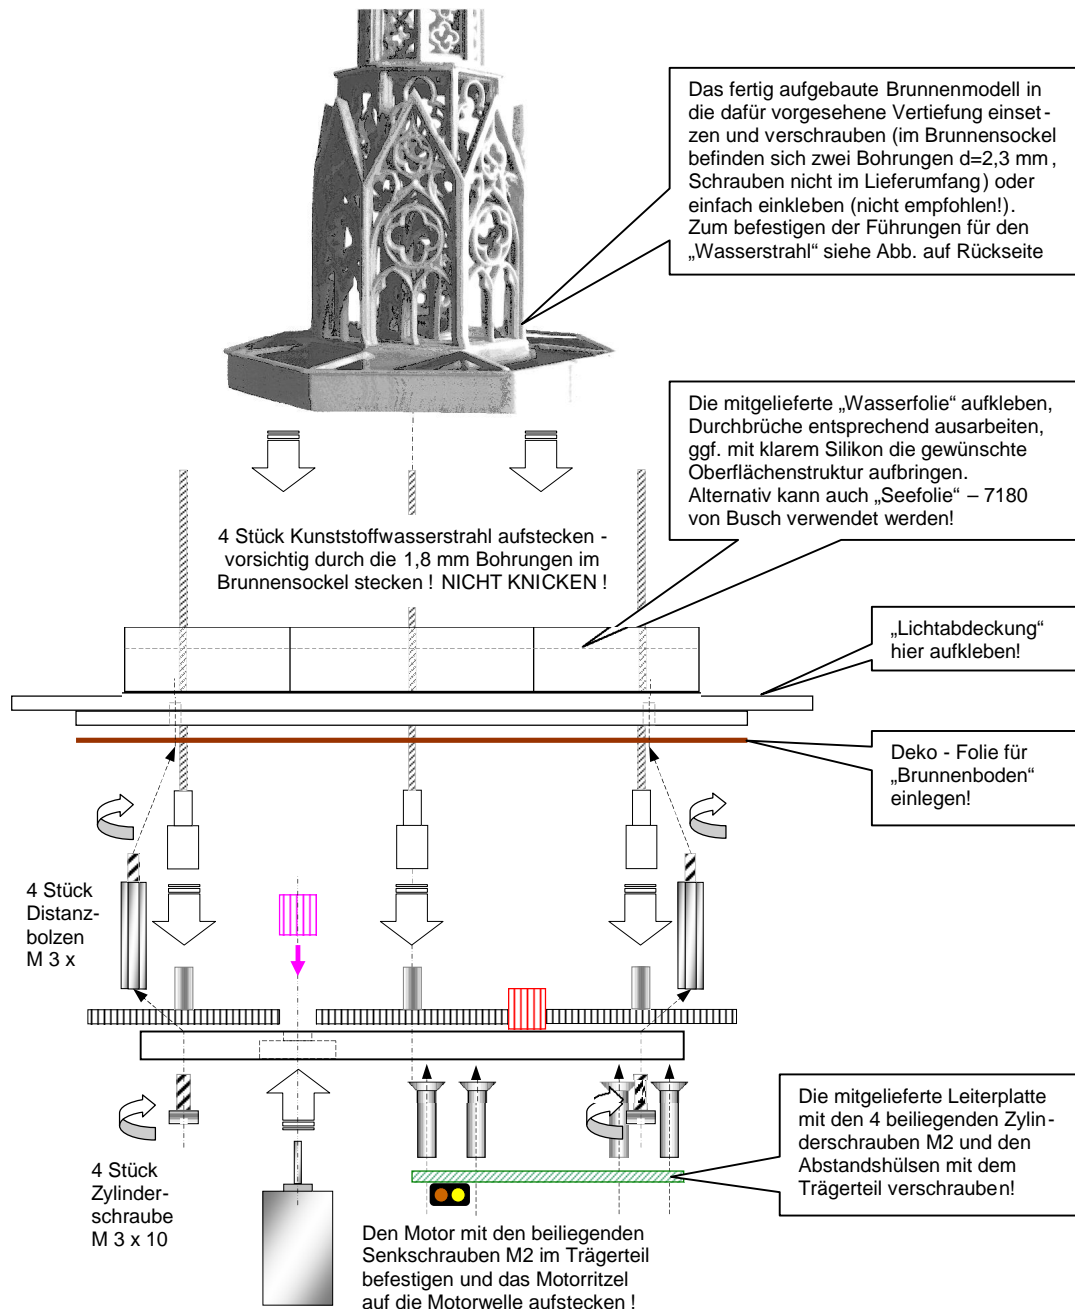 Das fertig aufgebaute Brunnenmodell in
die dafür vorgesehene Vertiefung einset-
zen und verschrauben (im Brunnensockel
befinden sich zwei Bohrungen d=2,3 mm ,
Schrauben nicht im Lieferumfang) oder
einfach einkleben (nicht empfohlen!).
Zum befestigen der Führungen für den
„Wasserstrahl“ siehe Abb. auf Rückseite
Die mitgelieferte „Wasserfolie“ aufkleben,
Durchbrüche entsprechend ausarbeiten,
ggf. mit klarem Silikon die gewünschte
Oberflächenstruktur aufbringen.
Alternativ kann auch „Seefolie“ – 7180
von Busch verwendet werden!
4 Stück Kunststoffwasserstrahl aufstecken -
vorsichtig durch die 1,8 mm Bohrungen im
Brunnensockel stecken ! NICHT KNICKEN !
„Lichtabdeckung“
hier aufkleben!
Deko - Folie für
„Brunnenboden“
einlegen!
4 Stück
Distanz-
bolzen
M 3 x
Die mitgelieferte Leiterplatte
mit den 4 beiliegenden Zylin-
derschrauben M2 und den
Abstandshülsen mit dem
Trägerteil verschrauben!
4 Stück
Zylinder-
schraube
M 3 x 10
Den Motor mit den beiliegenden
Senkschrauben M2 im Trägerteil
befestigen und das Motorritzel
auf die Motorwelle aufstecken !